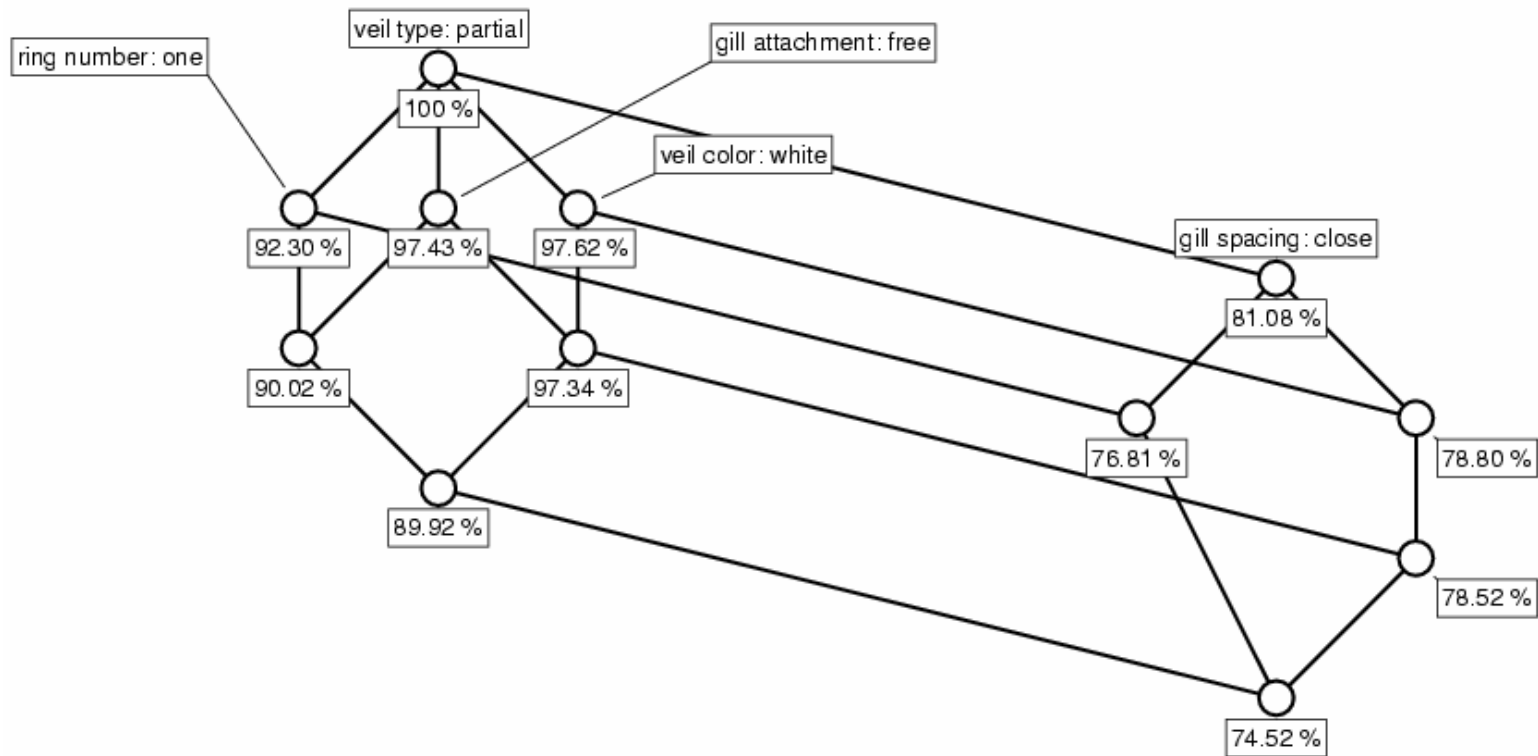 veil type: partial
ring number: one
gill attachment: free
100 %
veil color: white
92.30 %
97.43 %
97.62 %
gill spacing: close
81.08 %
90.02 %
97.34 %
76.81 %
78.80 %
89.92 %
78.52 %
74.52 %